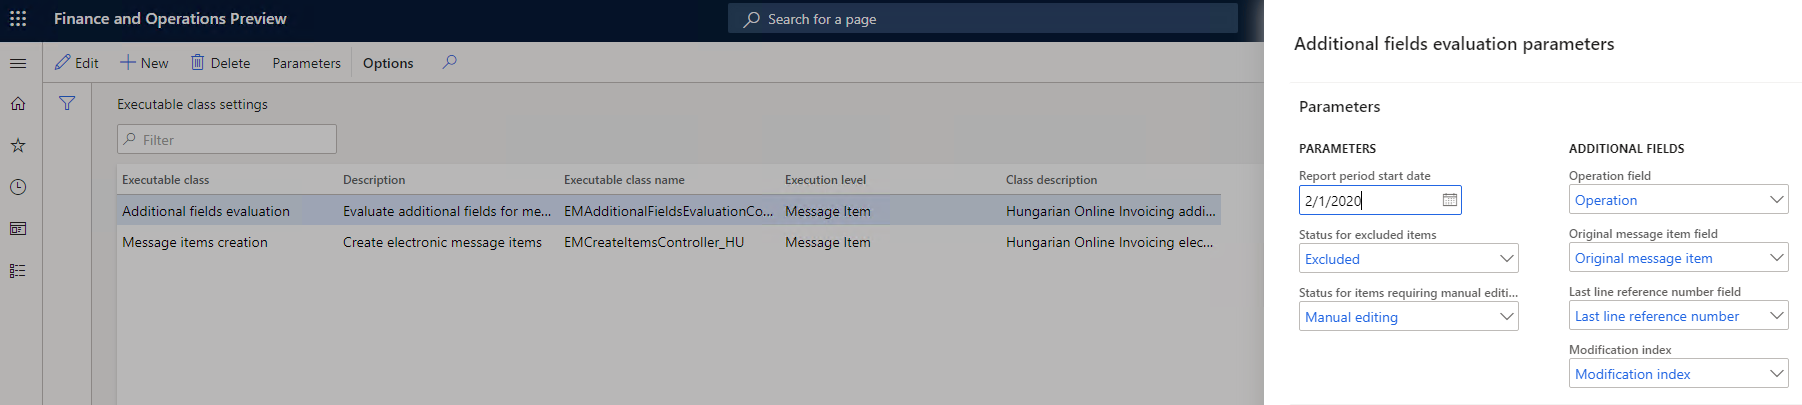 Finance and Operations Preview
Search for a page
Edit
New
Delete
Parameters
Options
Executable class settings
Filter
Executable class Description Executable class name Execution level Class description
Additional fields evaluation Evaluate additional fields for me... EMAdditionalFieldsEvaluationCo... Message Item Hungarian Online Invoicing addi...
Message items creation Create electronic message items EMCreateItemsController_HU Message Item Hungarian Online Invoicing elec...
Additional fields evaluation parameters
Parameters
PARAMETERS
Report period start date
2/1/2020
Status for excluded items
Excluded
Status for items requiring manual editi...
Manual editing
ADDITIONAL FIELDS
Operation field
Operation
Original message item field
Original message item
Last line reference number field
Last line reference number
Modification index
Modification index